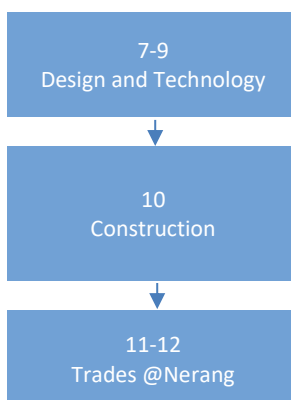 7-9
Design and Technology
10
Construction
11-12
Trades @Nerang